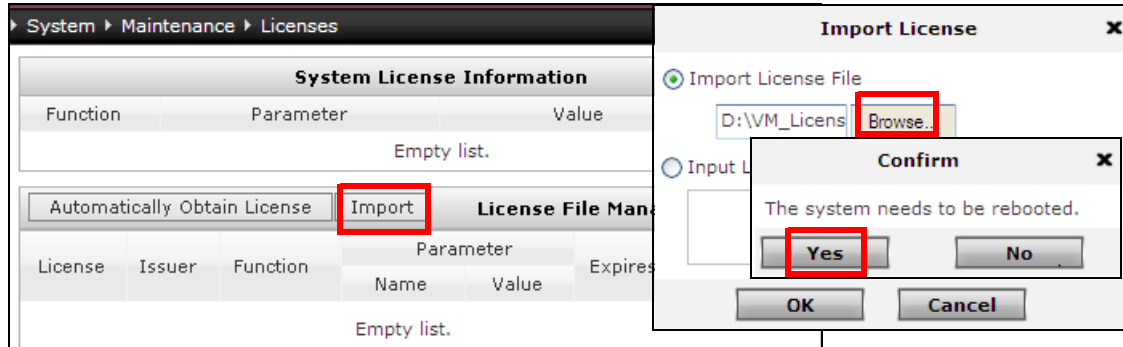 System Maintenance Licenses
System License Information
Function Parameter Value
Empty list.
Automatically Obtain License Import License File Man
License Issuer Function Parameter Expires
Name Value
Empty list.
Import License
Import License File
D:\VM_Licens Browse..
Input L
Confirm
The system needs to be rebooted.
Yes No
OK Cancel